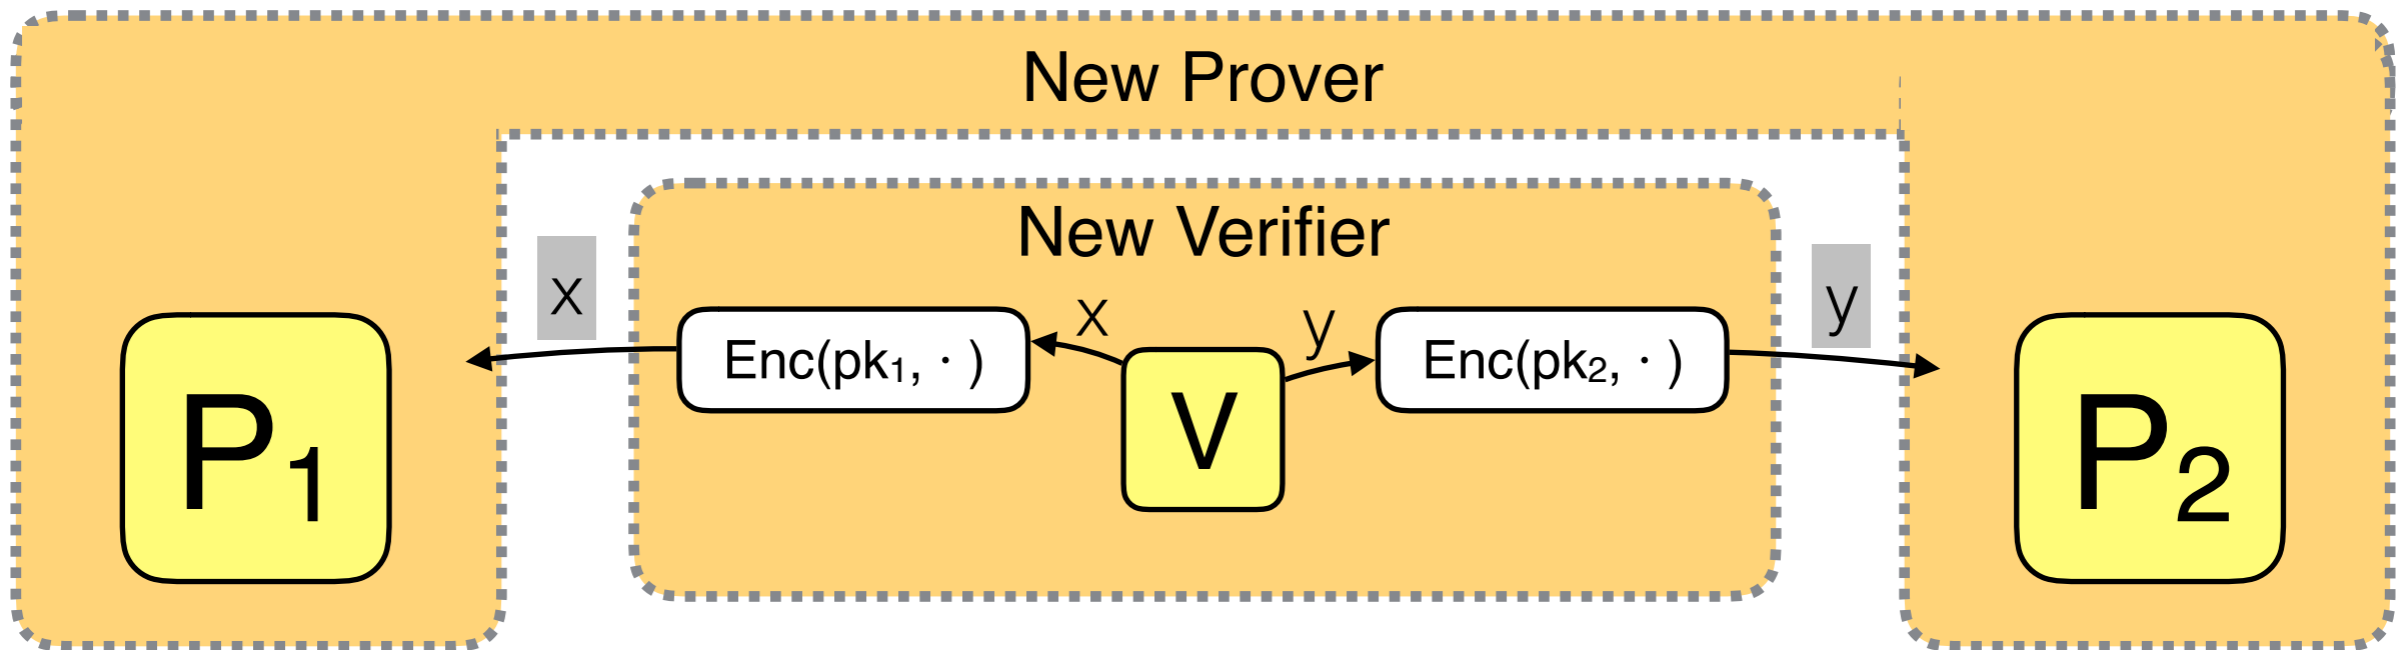 New Prover
New Verifier
x
x
y
y
Enc(pk₁, · )
Enc(pk₂, · )
P₁
V
P₂